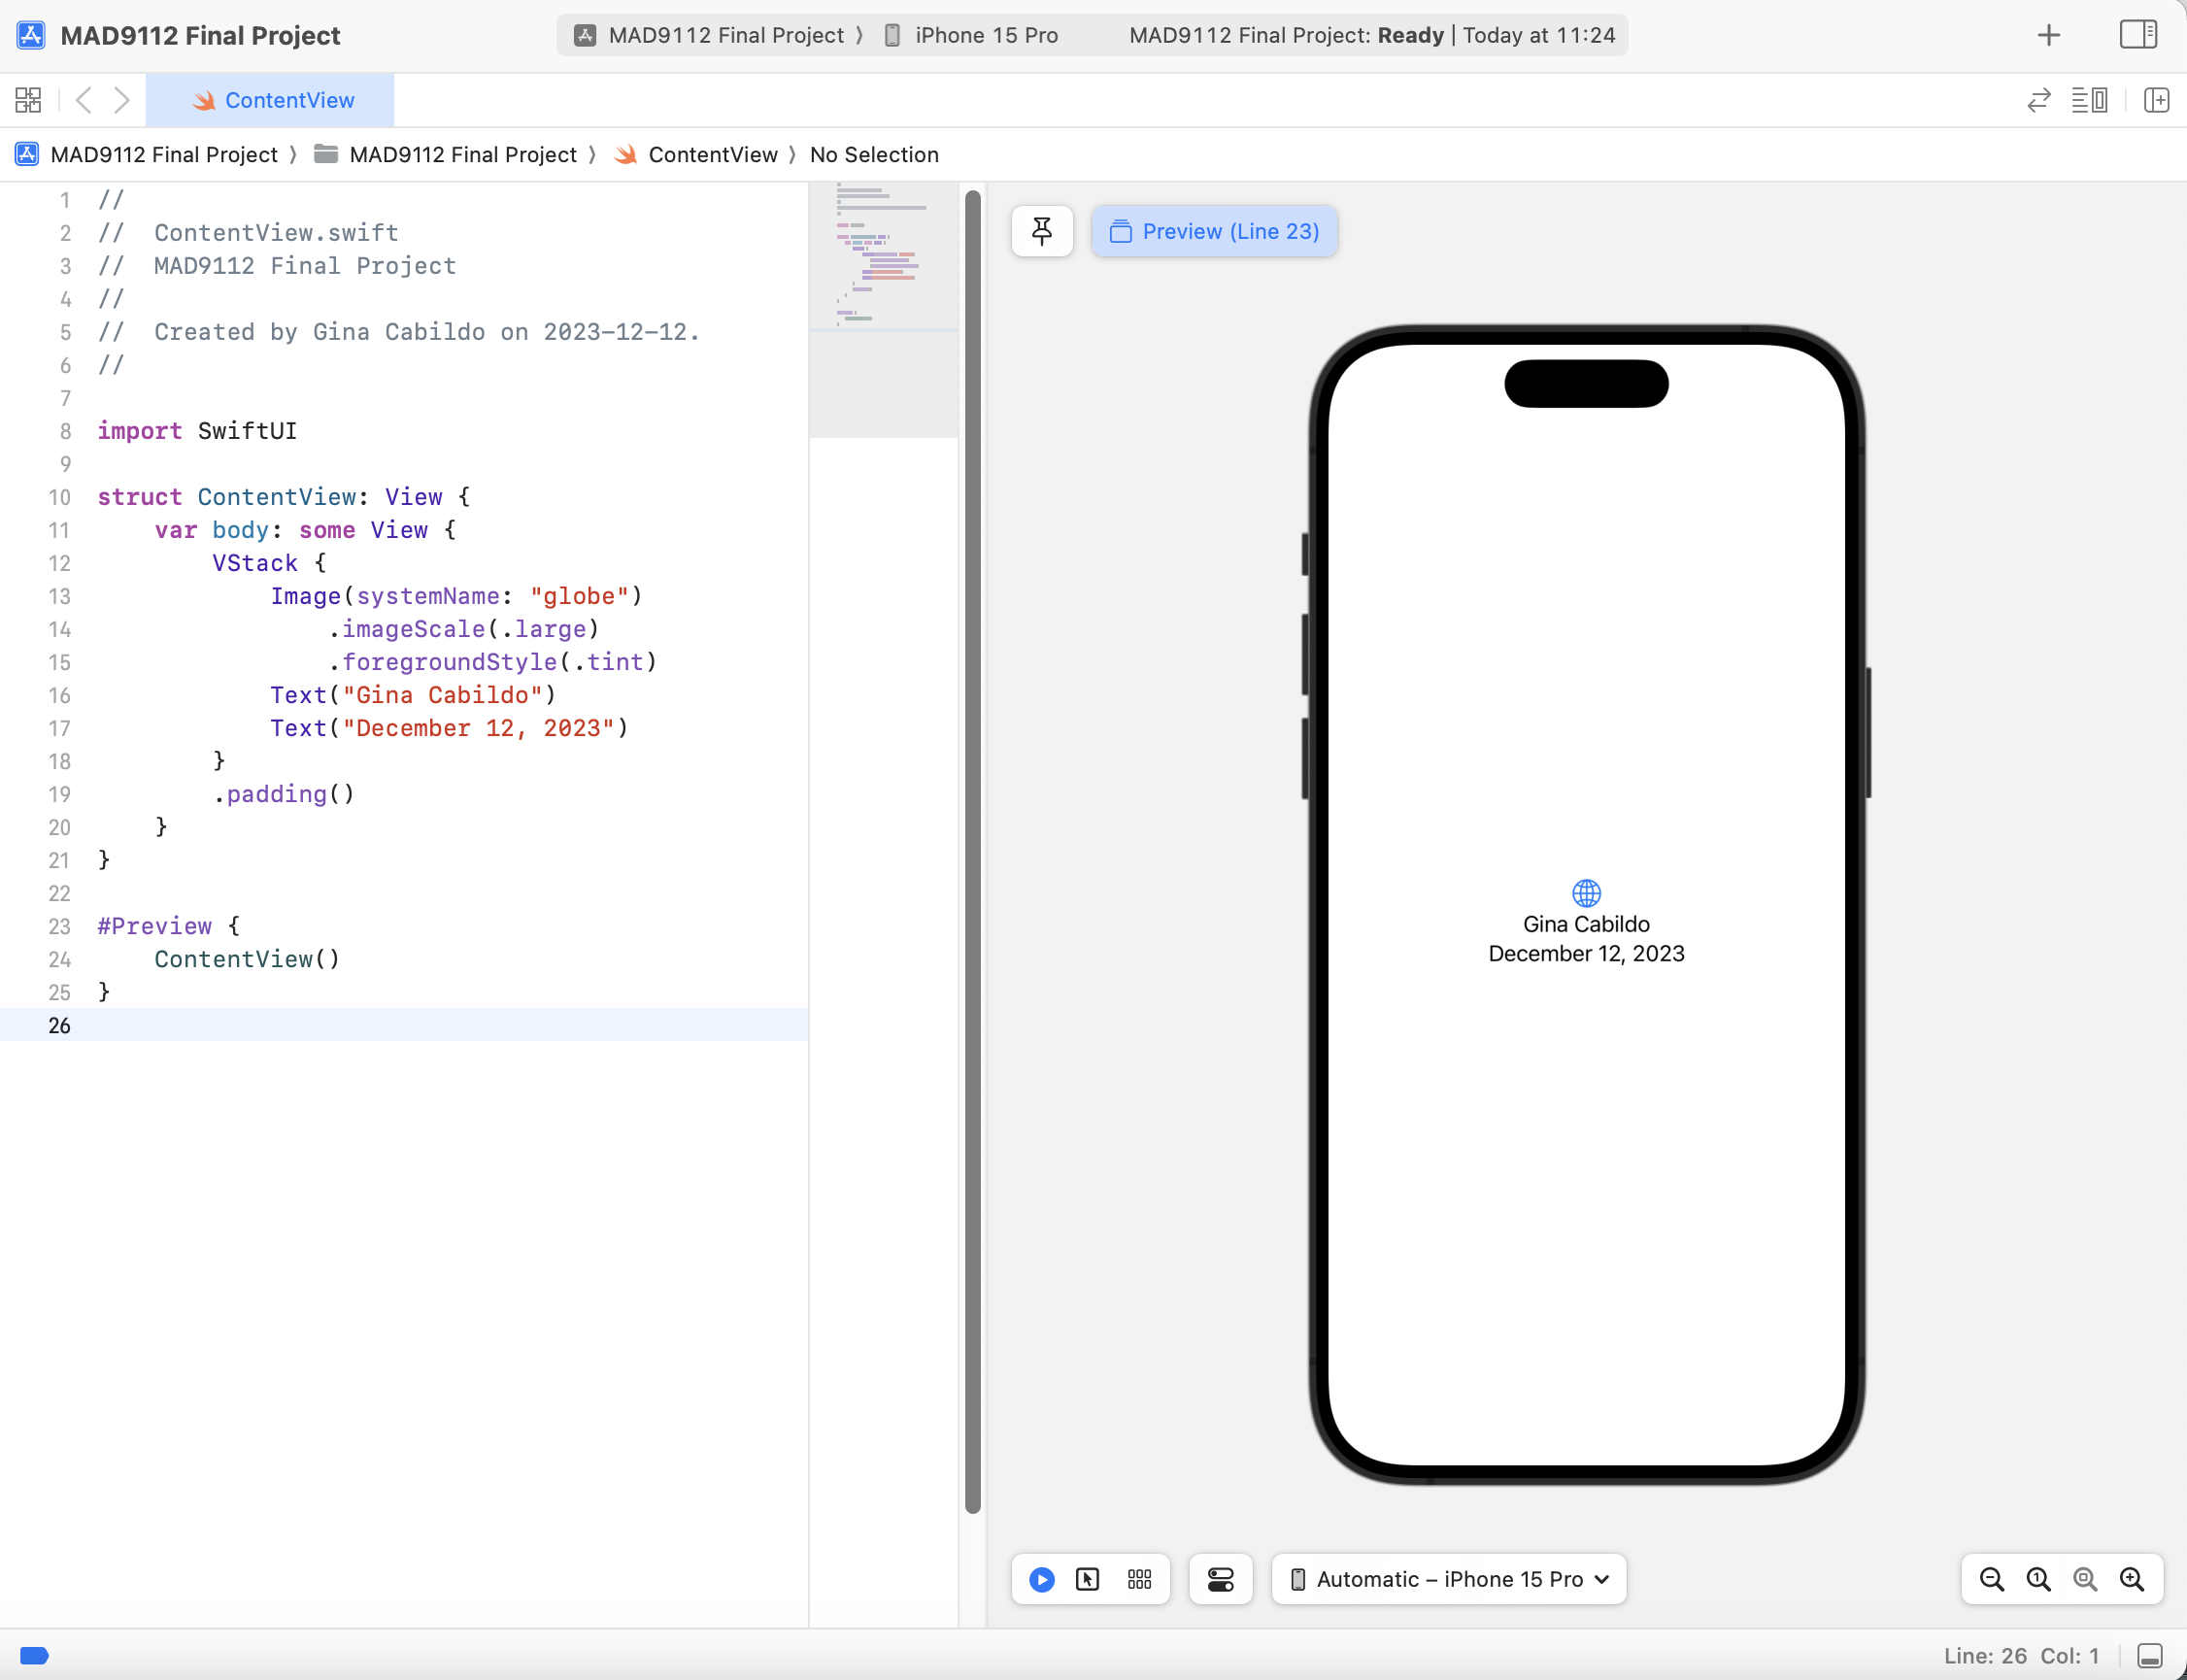 MAD9112 Final Project
MAD9112 Final Project 〉 iPhone 15 Pro
MAD9112 Final Project: Ready | Today at 11:24
ContentView
MAD9112 Final Project 〉 MAD9112 Final Project 〉 ContentView 〉 No Selection
1 //
2 //  ContentView.swift
3 //  MAD9112 Final Project
4 //
5 //  Created by Gina Cabildo on 2023-12-12.
6 //
7
8 import SwiftUI
9
10 struct ContentView: View {
11     var body: some View {
12         VStack {
13             Image(systemName: "globe")
14                 .imageScale(.large)
15                 .foregroundStyle(.tint)
16             Text("Gina Cabildo")
17             Text("December 12, 2023")
18         }
19         .padding()
20     }
21 }
22
23 #Preview {
24     ContentView()
25 }
26
Preview (Line 23)
Gina Cabildo
December 12, 2023
Automatic – iPhone 15 Pro
Line: 26 Col: 1